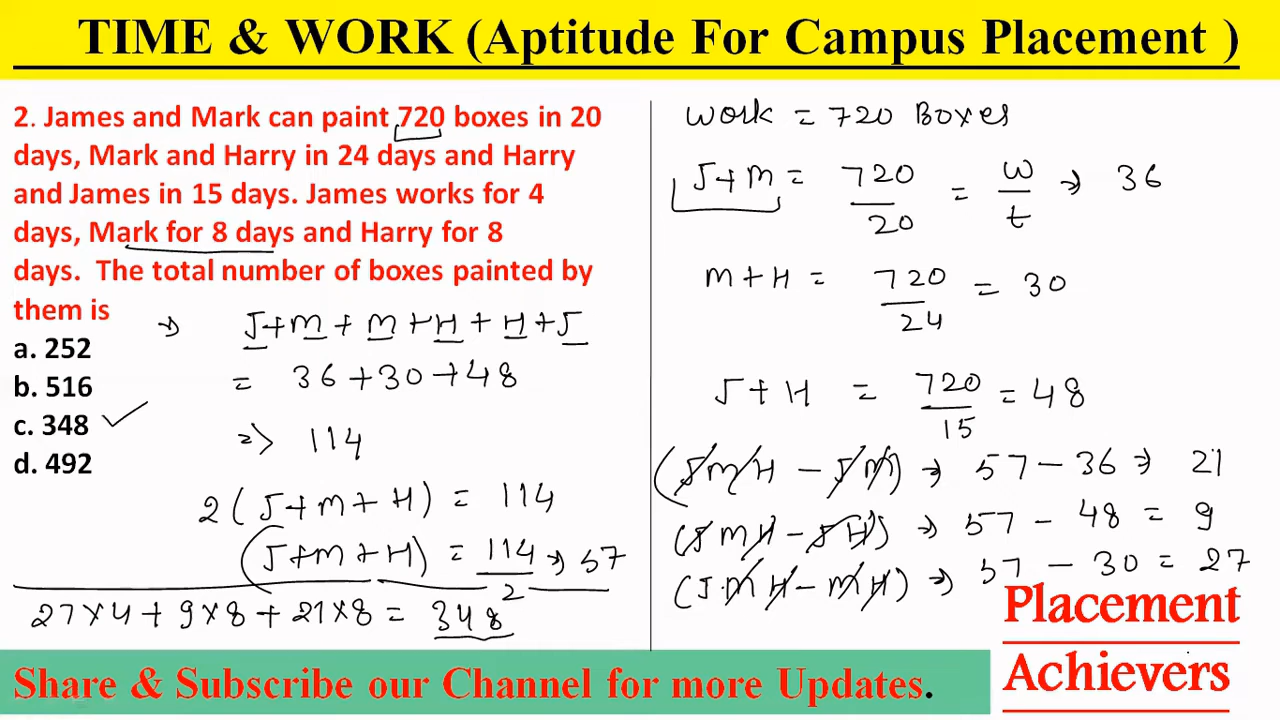 TIME & WORK (Aptitude For Campus Placement )
2. James and Mark can paint 720 boxes in 20
days, Mark and Harry in 24 days and Harry
and James in 15 days. James works for 4
days, Mark for 8 days and Harry for 8
days. The total number of boxes painted by
them is
a. 252
b. 516
c. 348 ✓
d. 492
⇒ J+M + M+H + H+J
= 36+30+48
=> 114
2 (J+M+H) = 114
(J+M+H) = 114/2 ⇒ 57
27×4 + 9×8 + 21×8 = 348
Work = 720 Boxes
J+M = 720/20 = W/t ⇒ 36
M+H = 720/24 = 30
J+H = 720/15 = 48
(JMH - JM) ⇒ 57-36 ⇒ 21
(JMH - JH) ⇒ 57 - 48 = 9
(JMH - MH) ⇒ 57 - 30 = 27
Placement
Achievers
Share & Subscribe our Channel for more Updates.